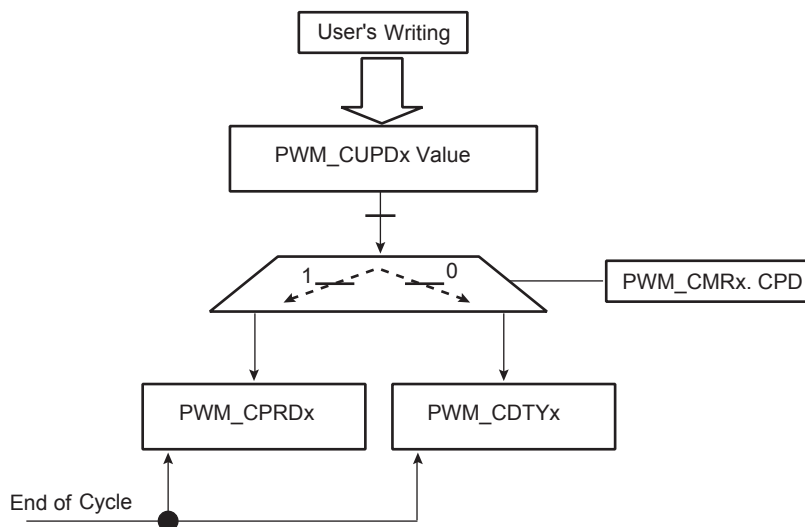 User's Writing
PWM_CUPDx Value
1
0
PWM_CMRx. CPD
PWM_CPRDx
PWM_CDTYx
End of Cycle